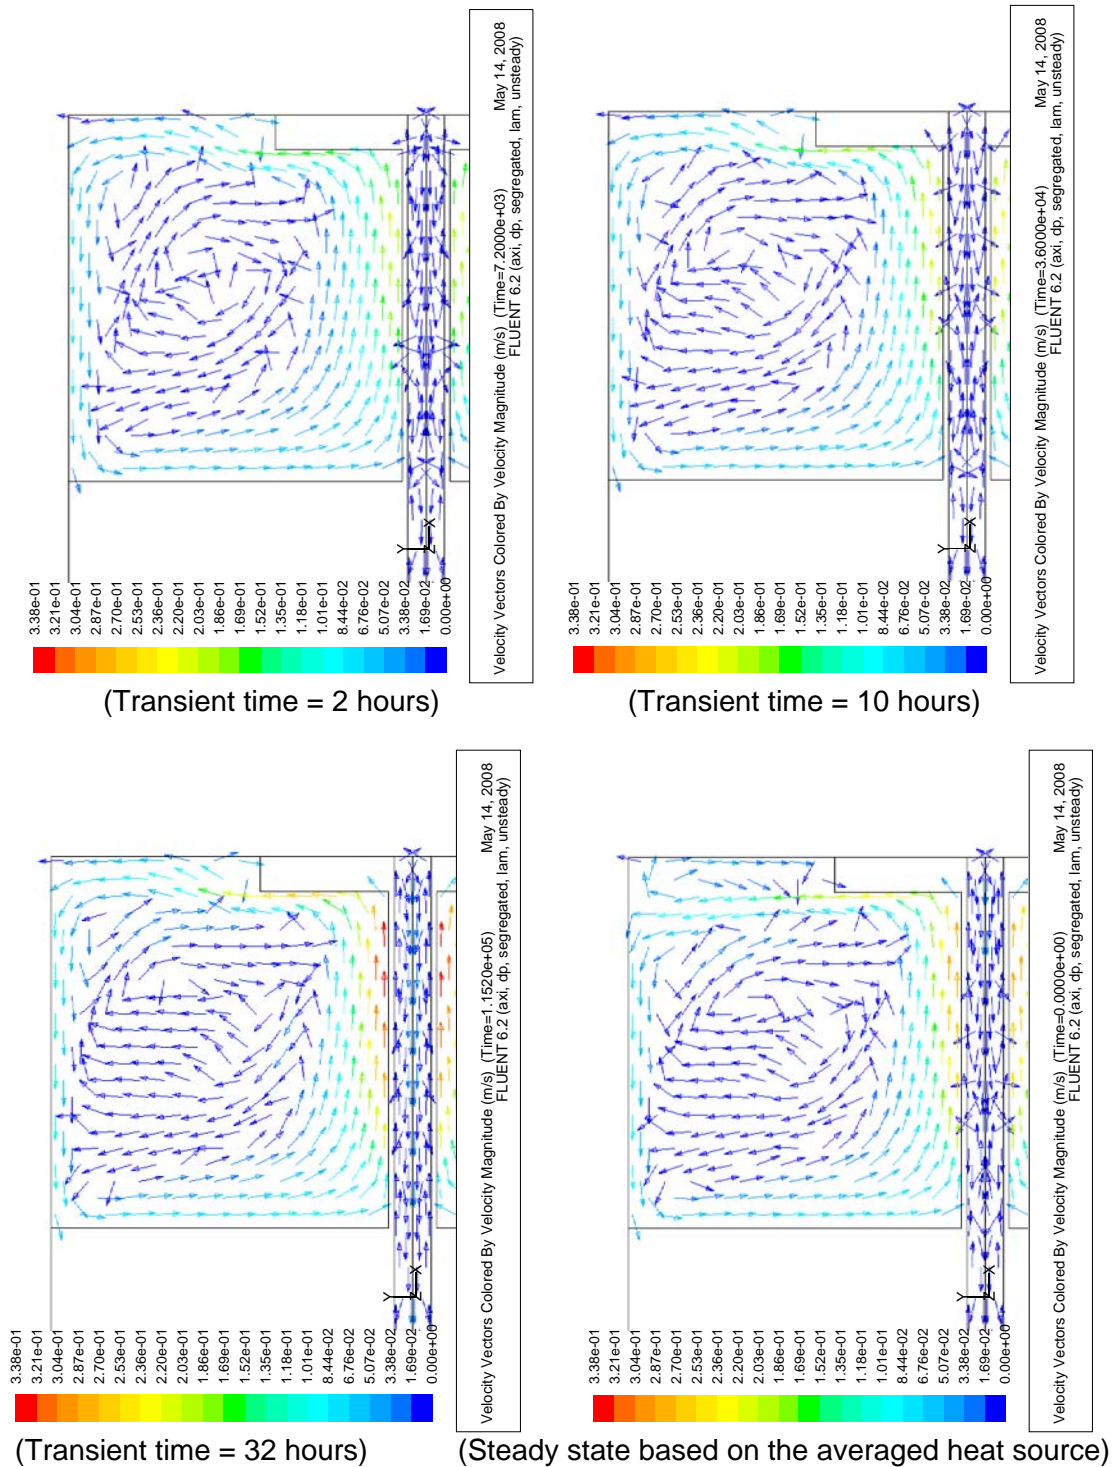 3.38e-01
3.21e-01
3.04e-01
2.87e-01
2.70e-01
2.53e-01
2.36e-01
2.20e-01
2.03e-01
1.86e-01
1.69e-01
1.52e-01
1.35e-01
1.18e-01
1.01e-01
8.44e-02
6.76e-02
5.07e-02
3.38e-02
1.69e-02
0.00e+00
Y
X
Z
Velocity Vectors Colored By Velocity Magnitude (m/s) (Time=7.2000e+03) May 14, 2008
FLUENT 6.2 (axi, dp, segregated, lam, unsteady)
(Transient time = 2 hours)
3.38e-01
3.21e-01
3.04e-01
2.87e-01
2.70e-01
2.53e-01
2.36e-01
2.20e-01
2.03e-01
1.86e-01
1.69e-01
1.52e-01
1.35e-01
1.18e-01
1.01e-01
8.44e-02
6.76e-02
5.07e-02
3.38e-02
1.69e-02
0.00e+00
Y
X
Z
Velocity Vectors Colored By Velocity Magnitude (m/s) (Time=3.6000e+04) May 14, 2008
FLUENT 6.2 (axi, dp, segregated, lam, unsteady)
(Transient time = 10 hours)
3.38e-01
3.21e-01
3.04e-01
2.87e-01
2.70e-01
2.53e-01
2.36e-01
2.20e-01
2.03e-01
1.86e-01
1.69e-01
1.52e-01
1.35e-01
1.18e-01
1.01e-01
8.44e-02
6.76e-02
5.07e-02
3.38e-02
1.69e-02
0.00e+00
Y
X
Z
Velocity Vectors Colored By Velocity Magnitude (m/s) (Time=1.1520e+05) May 14, 2008
FLUENT 6.2 (axi, dp, segregated, lam, unsteady)
(Transient time = 32 hours)
3.38e-01
3.21e-01
3.04e-01
2.87e-01
2.70e-01
2.53e-01
2.36e-01
2.20e-01
2.03e-01
1.86e-01
1.69e-01
1.52e-01
1.35e-01
1.18e-01
1.01e-01
8.44e-02
6.76e-02
5.07e-02
3.38e-02
1.69e-02
0.00e+00
Y
X
Z
Velocity Vectors Colored By Velocity Magnitude (m/s) (Time=0.0000e+00) May 14, 2008
FLUENT 6.2 (axi, dp, segregated, lam, unsteady)
(Steady state based on the averaged heat source)